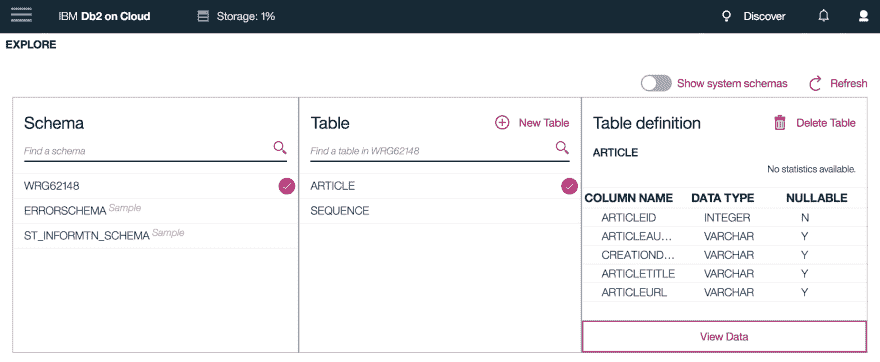 IBM Db2 on Cloud Storage: 1% Discover
EXPLORE
Show system schemas Refresh
Schema
Find a schema
WRG62148
ERRORSCHEMA Sample
ST_INFORMTN_SCHEMA Sample
Table New Table
Find a table in WRG62148
ARTICLE
SEQUENCE
Table definition Delete Table
ARTICLE
No statistics available.
COLUMN NAME DATA TYPE NULLABLE
ARTICLEID INTEGER N
ARTICLEAU... VARCHAR Y
CREATIOND... VARCHAR Y
ARTICLETITLE VARCHAR Y
ARTICLEURL VARCHAR Y
View Data